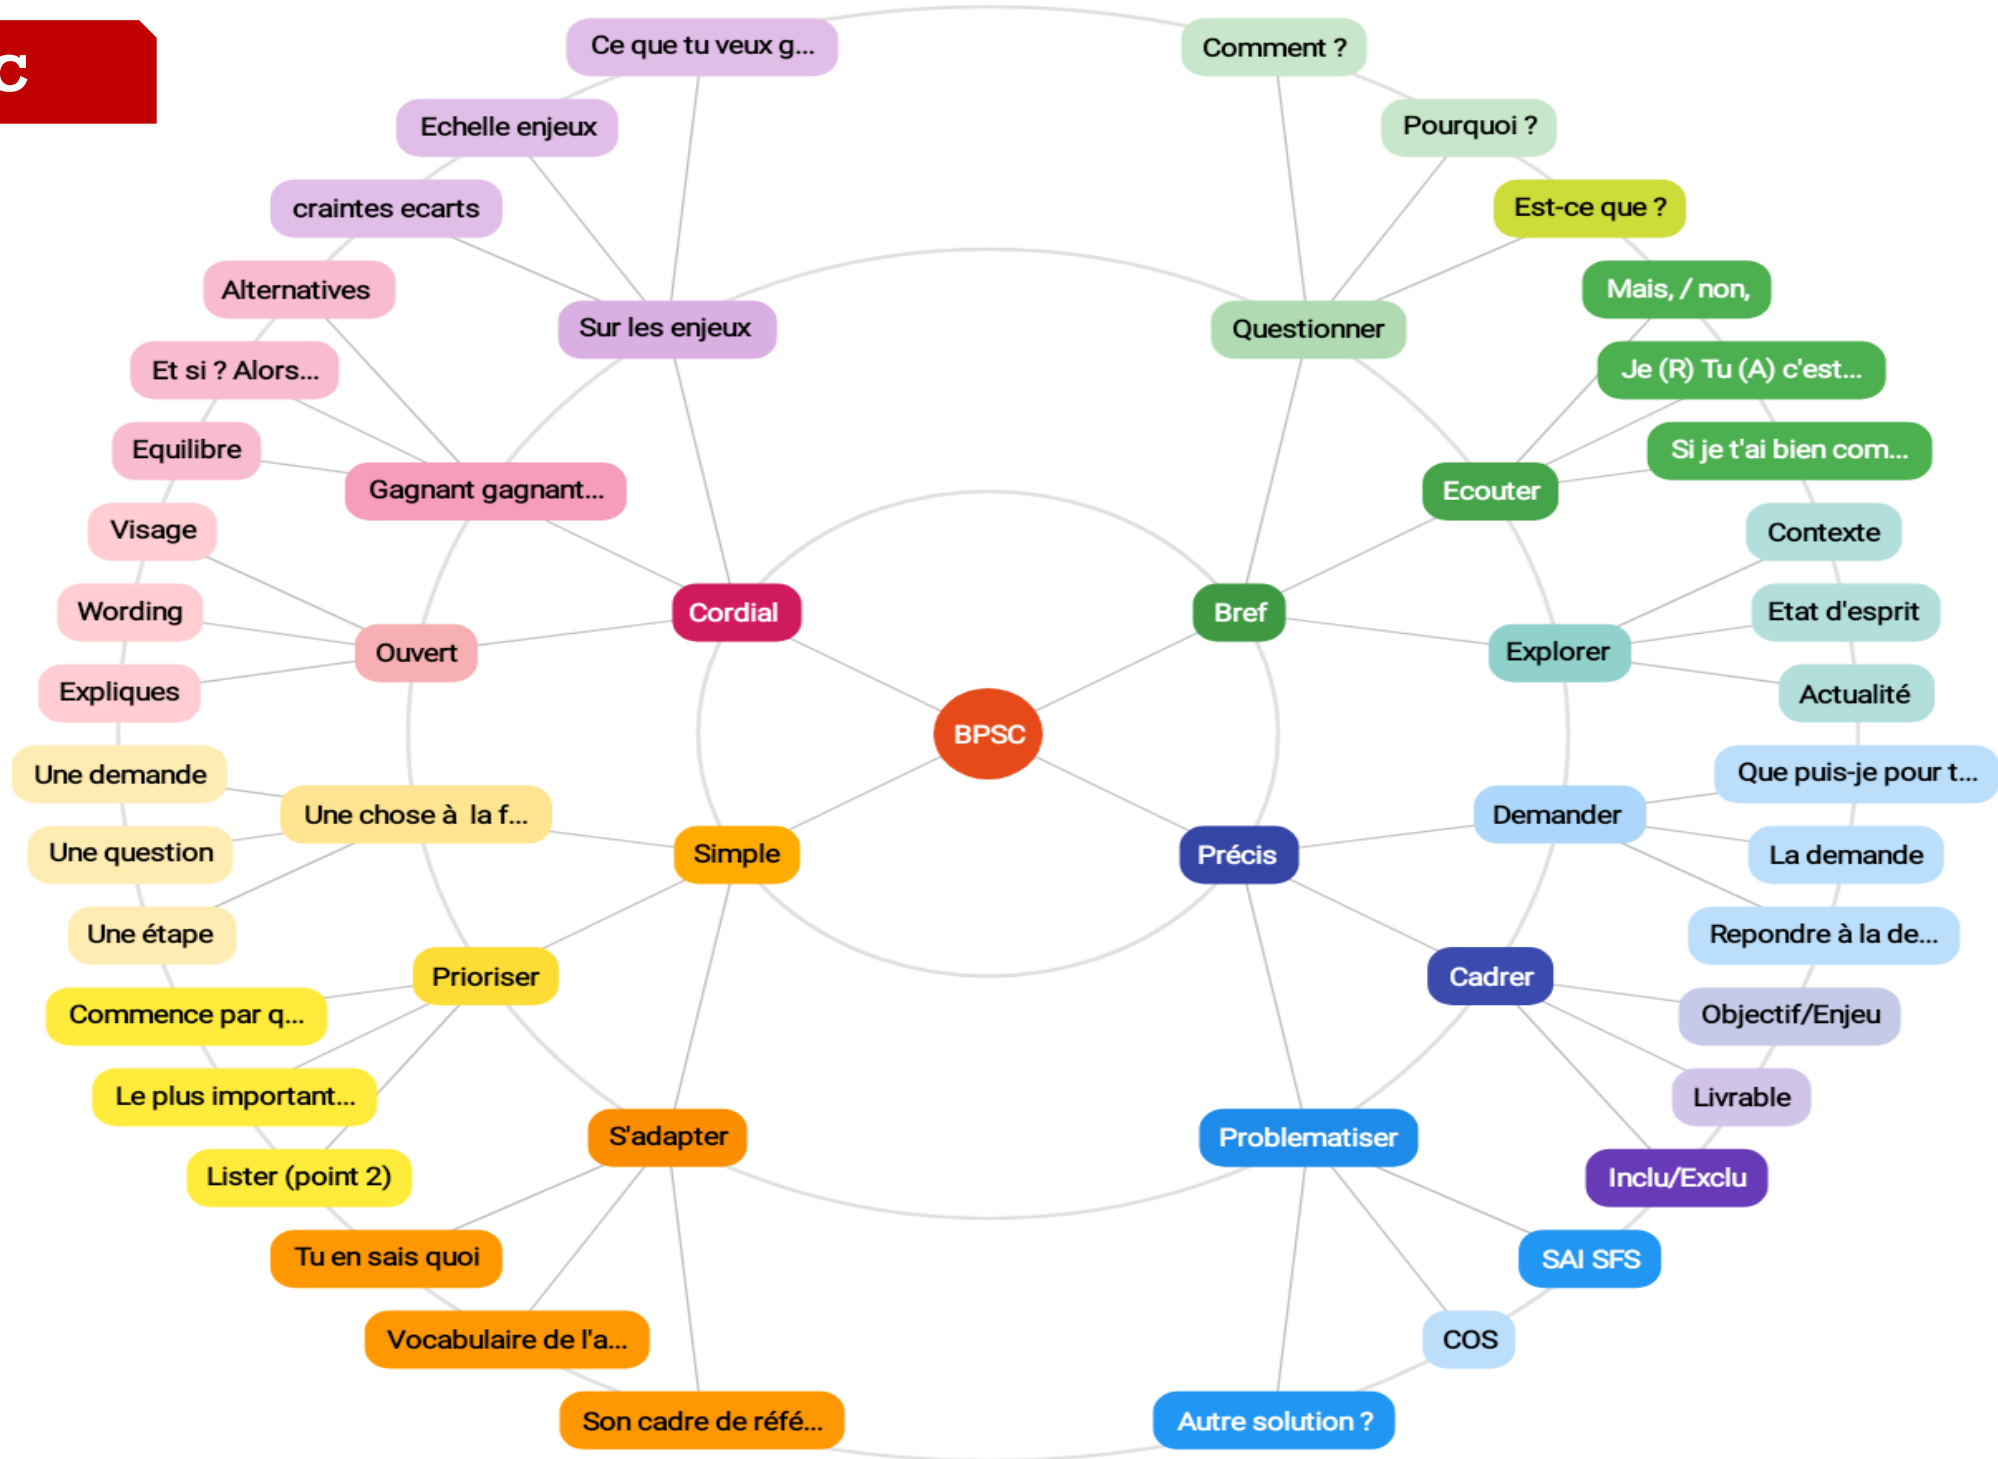 c
Ce que tu veux g...
Comment ?
Echelle enjeux
Pourquoi ?
craintes ecarts
Est-ce que ?
Alternatives
Mais, / non,
Sur les enjeux
Questionner
Et si ? Alors...
Je (R) Tu (A) c'est...
Equilibre
Si je t'ai bien com...
Gagnant gagnant...
Ecouter
Visage
Contexte
Wording
Cordial
Bref
Etat d'esprit
Ouvert
Explorer
Expliques
Actualité
BPSC
Une demande
Que puis-je pour t...
Une chose à  la f...
Demander
Une question
Simple
Précis
La demande
Une étape
Repondre à la de...
Prioriser
Cadrer
Commence par q...
Objectif/Enjeu
Le plus important...
Livrable
S'adapter
Problematiser
Lister (point 2)
Inclu/Exclu
Tu en sais quoi
SAI SFS
Vocabulaire de l'a...
COS
Son cadre de réfé...
Autre solution ?